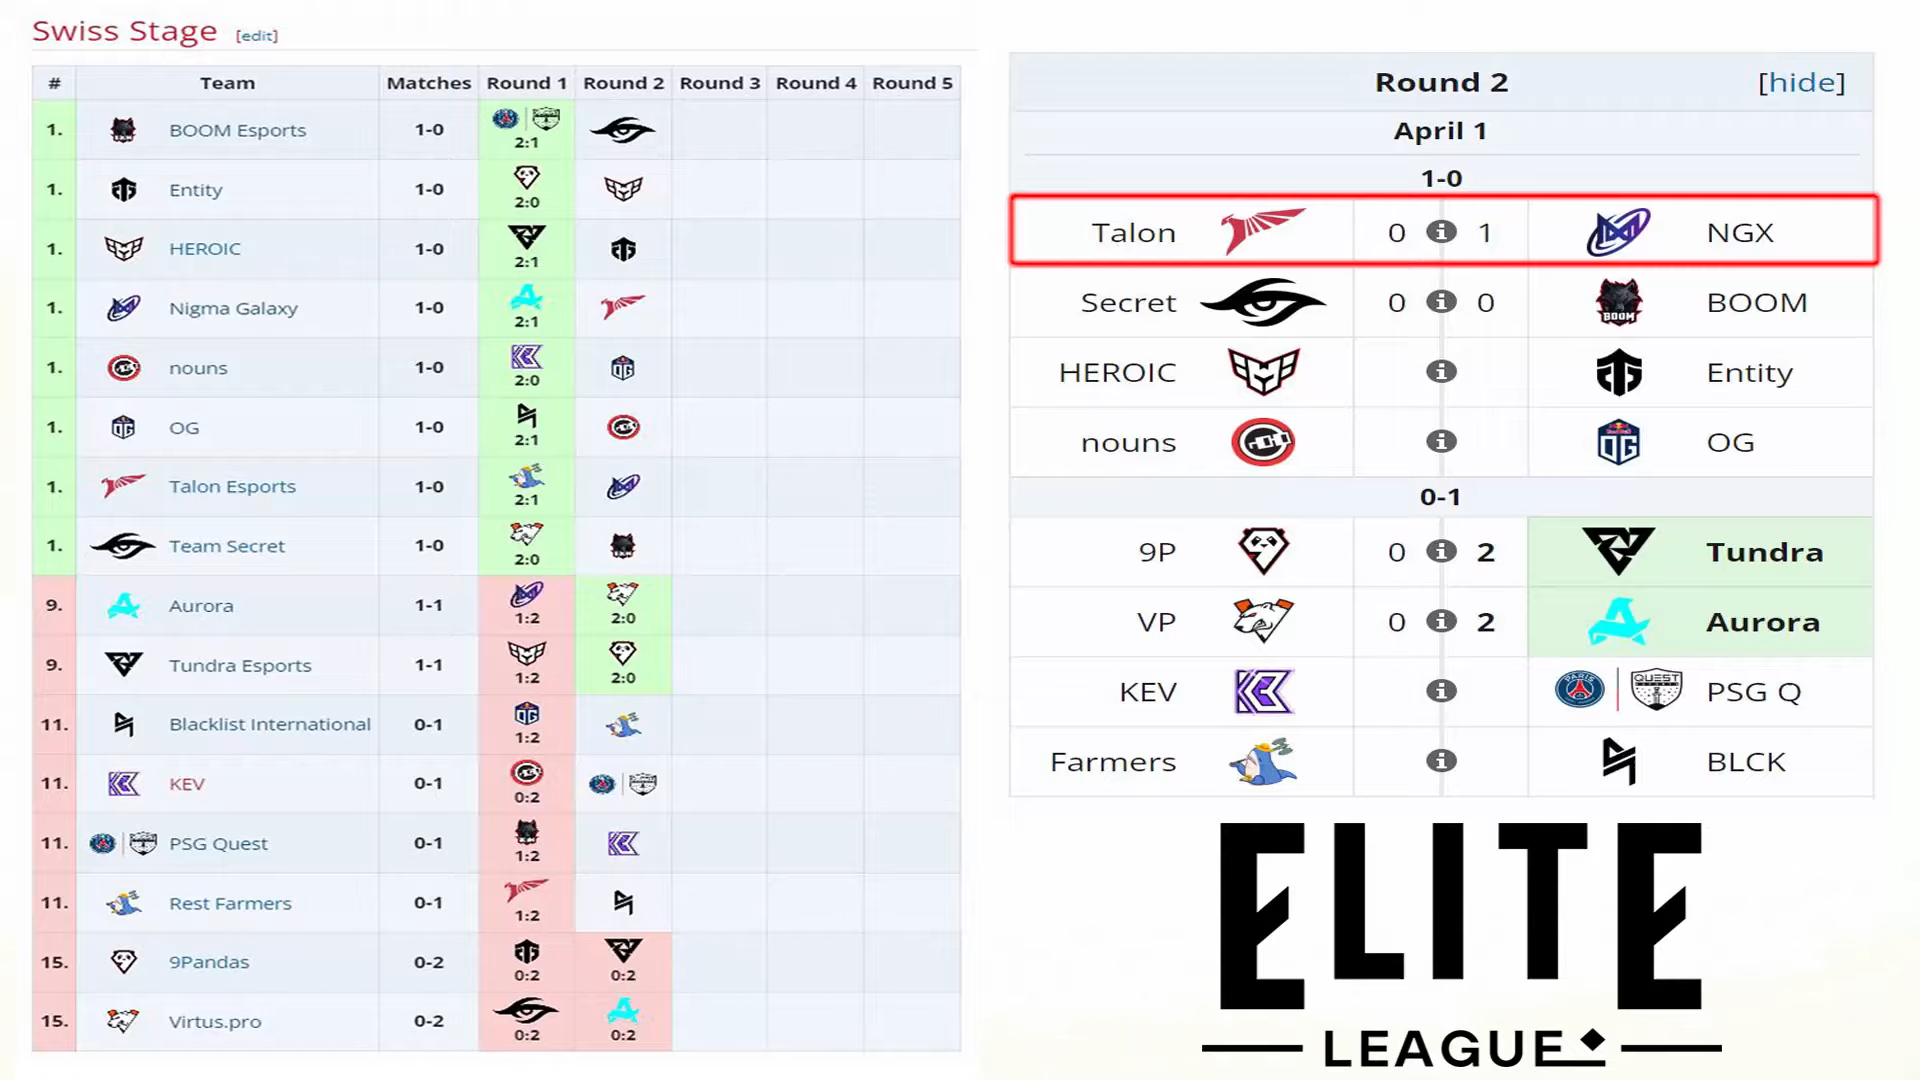 Swiss Stage [edit]
# Team Matches Round 1 Round 2 Round 3 Round 4 Round 5
1. BOOM Esports 1-0 2:1
1. Entity 1-0 2:0
1. HEROIC 1-0 2:1
1. Nigma Galaxy 1-0 2:1
1. nouns 1-0 2:0
1. OG 1-0 2:1
1. Talon Esports 1-0 2:1
1. Team Secret 1-0 2:0
9. Aurora 1-1 1:2 2:0
9. Tundra Esports 1-1 1:2 2:0
11. Blacklist International 0-1 1:2
11. KEV 0-1 0:2
11. PSG Quest 0-1 1:2
11. Rest Farmers 0-1 1:2
15. 9Pandas 0-2 0:2 0:2
15. Virtus.pro 0-2 0:2 0:2
Round 2 [hide]
April 1
1-0
Talon 0 1 NGX
Secret 0 0 BOOM BOOM
HEROIC Entity
nouns OG OG
0-1
9P 0 2 Tundra
VP 0 2 Aurora
KEV PARIS QUEST PSG Q
Farmers BLCK
ELITE
LEAGUE